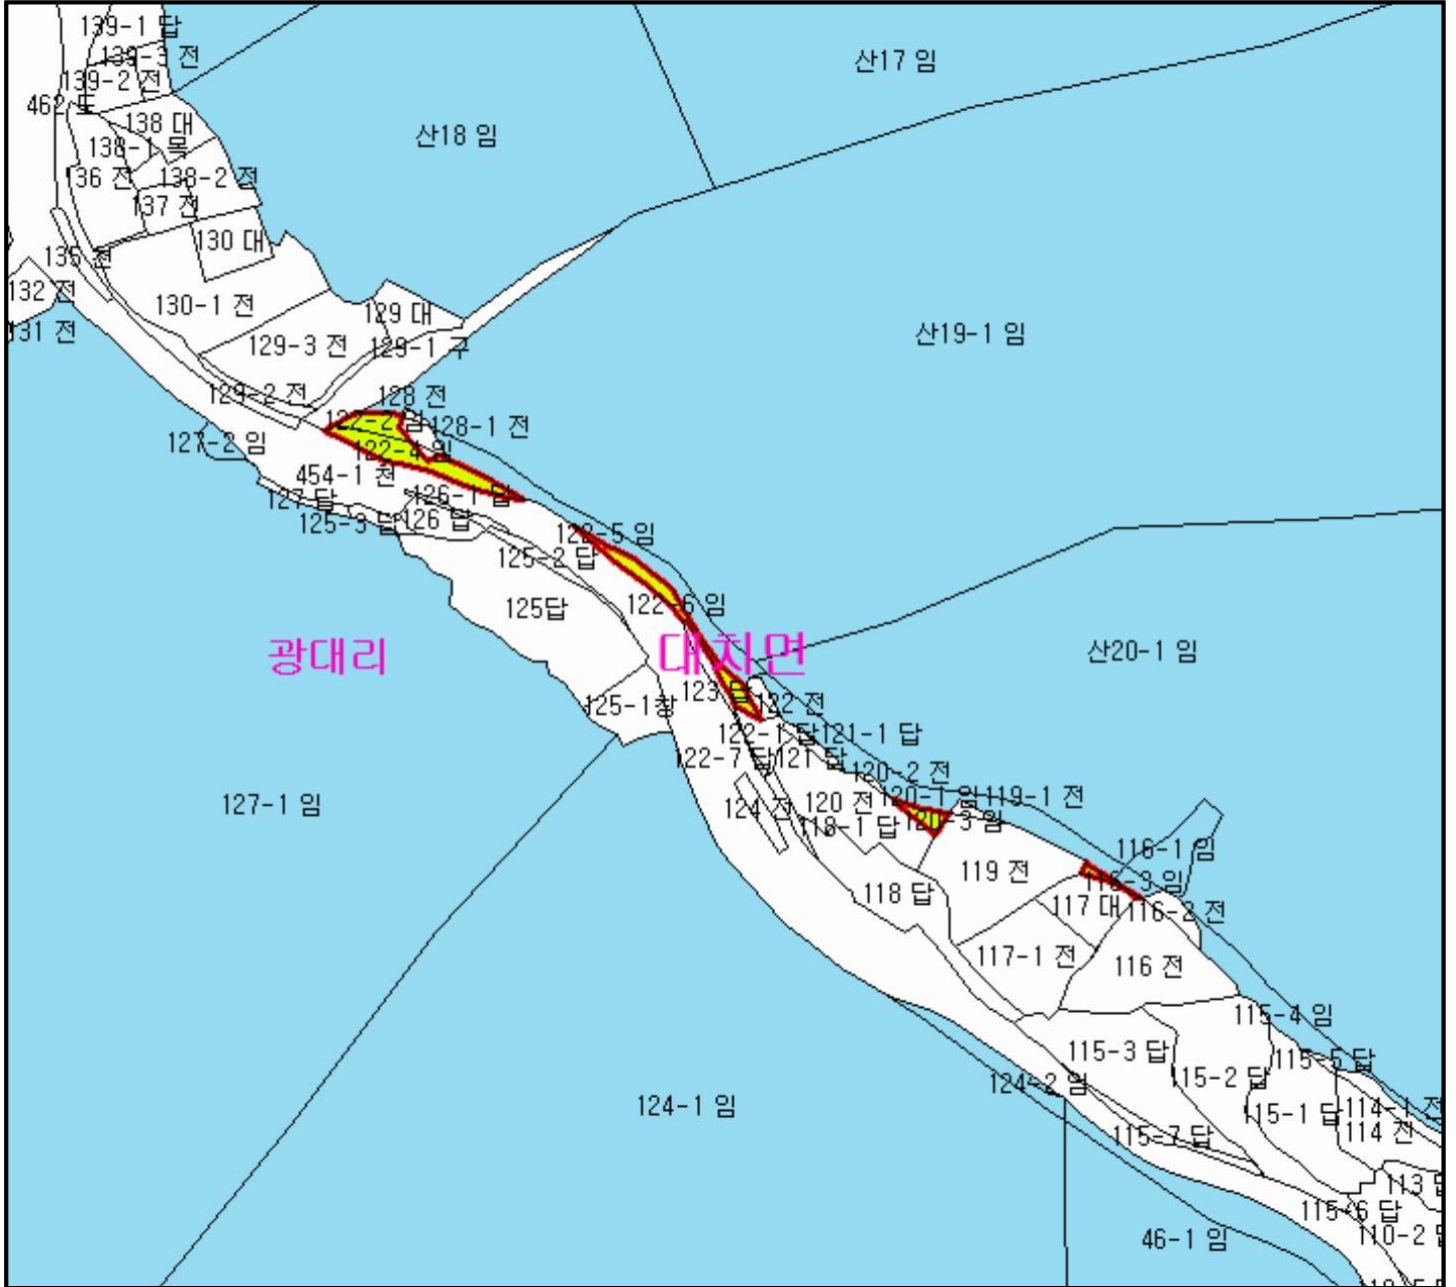 139-1 답
139-3 전
139-2 전
산17 임
462 도
138 대
산18 임
138-1 목
136 전
138-2 전
137 전
130 대
135 전
132 전
130-1 전
129 대
131 전
산19-1 임
129-3 전
129-1 구
129-2 전
128 전
122-2 임
128-1 전
127-2 임
122-4 임
454-1 천
127 답
126-1 답
125-3 답
126 답
122-5 임
125-2 답
125답
122-6 임
광대리
대치면
산20-1 임
123 답
122 전
125-1창
122-1 답
121-1 답
122-7 답
121 답
120-2 전
127-1 임
124 전
120 전
120-1 임
119-1 전
118-1 답
120-3 임
116-1 임
119 전
116-3 임
118 답
117 대
116-2 전
117-1 전
116 전
115-4 임
115-3 답
115-5 답
124-2 임
115-2 답
124-1 임
115-1 답
114-1 전
114 전
115-7 답
113 답
115-6 답
46-1 임
110-2 답